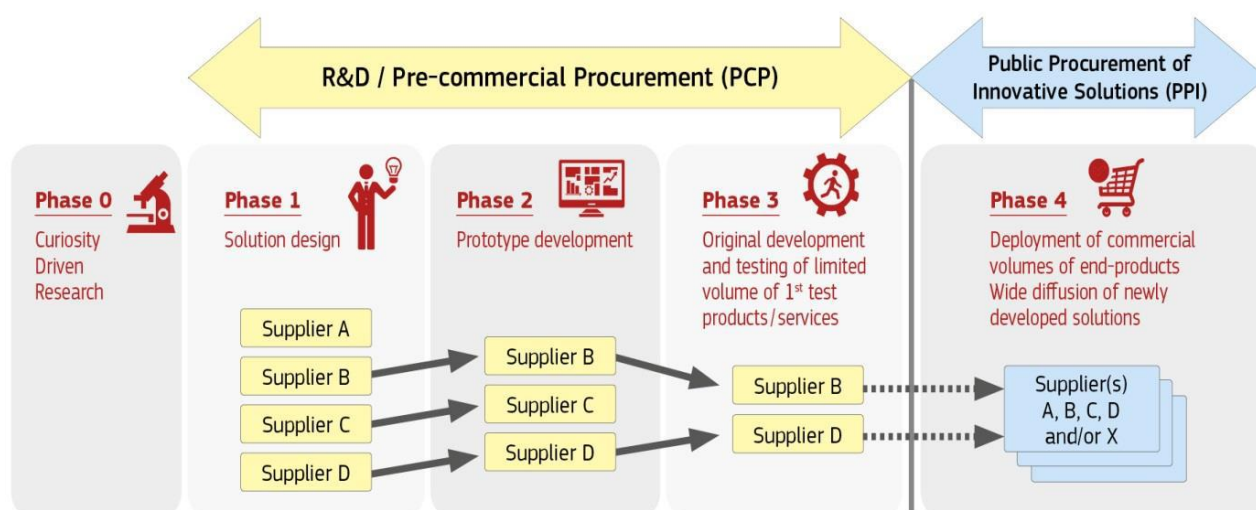 R&D / Pre-commercial Procurement (PCP)
Public Procurement of
Innovative Solutions (PPI)
Phase 0
Curiosity
Driven
Research
Phase 1
Solution design
Supplier A
Supplier B
Supplier C
Supplier D
Phase 2
Prototype development
Supplier B
Supplier C
Supplier D
Phase 3
Original development
and testing of limited
volume of 1st test
products/services
Supplier B
Supplier D
Phase 4
Deployment of commercial
volumes of end-products
Wide diffusion of newly
developed solutions
Supplier(s)
A, B, C, D
and/or X